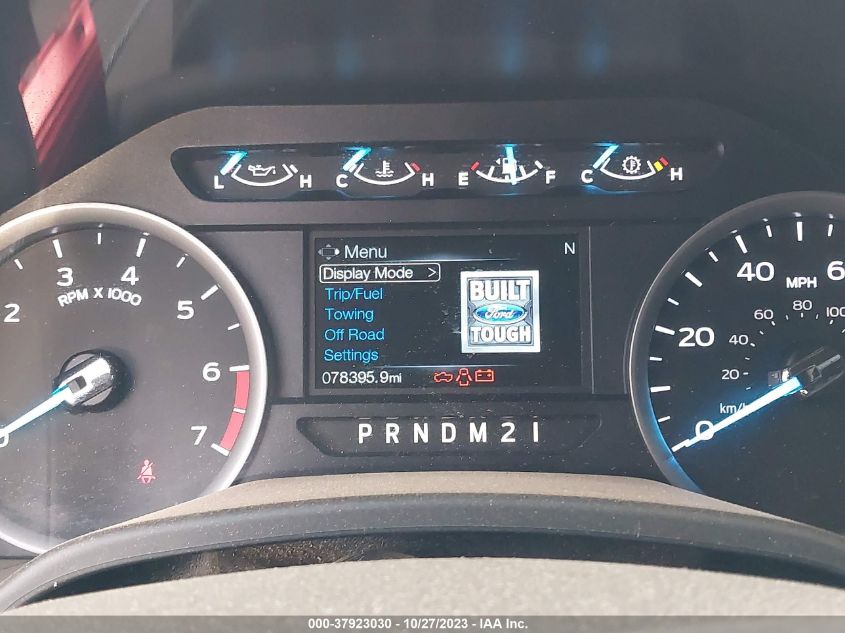 L H C H E F C H
Menu N
Display Mode >
Trip/Fuel
Towing
Off Road
Settings
078395.9mi
BUILT
Ford
TOUGH
2 3 4 5 6 7
RPM X 1000
0 20 40 6
MPH
20 40 60 80 100
km/h
P R N D M 2 1
000-37923030 - 10/27/2023 - IAA Inc.